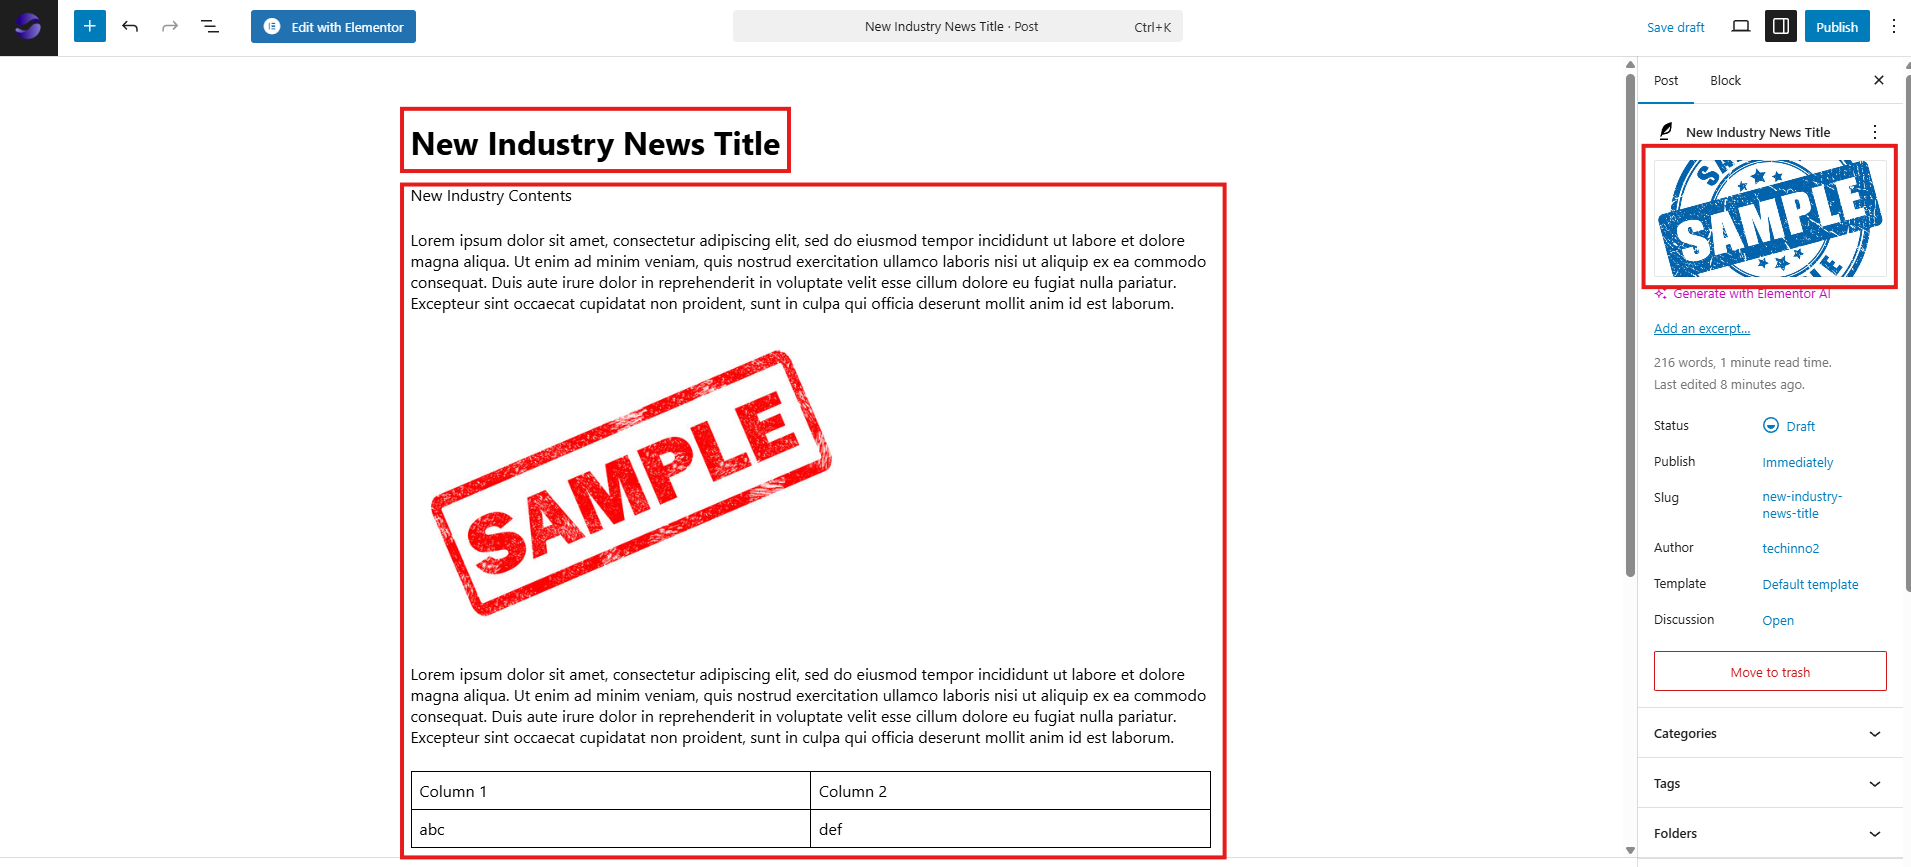 Edit with Elementor
New Industry News Title · Post
Ctrl+K
Save draft
Publish
New Industry News Title
New Industry Contents
Lorem ipsum dolor sit amet, consectetur adipiscing elit, sed do eiusmod tempor incididunt ut labore et dolore
magna aliqua. Ut enim ad minim veniam, quis nostrud exercitation ullamco laboris nisi ut aliquip ex ea commodo
consequat. Duis aute irure dolor in reprehenderit in voluptate velit esse cillum dolore eu fugiat nulla pariatur.
Excepteur sint occaecat cupidatat non proident, sunt in culpa qui officia deserunt mollit anim id est laborum.
SAMPLE
Lorem ipsum dolor sit amet, consectetur adipiscing elit, sed do eiusmod tempor incididunt ut labore et dolore
magna aliqua. Ut enim ad minim veniam, quis nostrud exercitation ullamco laboris nisi ut aliquip ex ea commodo
consequat. Duis aute irure dolor in reprehenderit in voluptate velit esse cillum dolore eu fugiat nulla pariatur.
Excepteur sint occaecat cupidatat non proident, sunt in culpa qui officia deserunt mollit anim id est laborum.
Column 1 Column 2
abc def
Post Block
New Industry News Title
SAMPLE
Generate with Elementor AI
Add an excerpt...
216 words, 1 minute read time.
Last edited 8 minutes ago.
Status Draft
Publish Immediately
Slug new-industry-
news-title
Author techinno2
Template Default template
Discussion Open
Move to trash
Categories
Tags
Folders